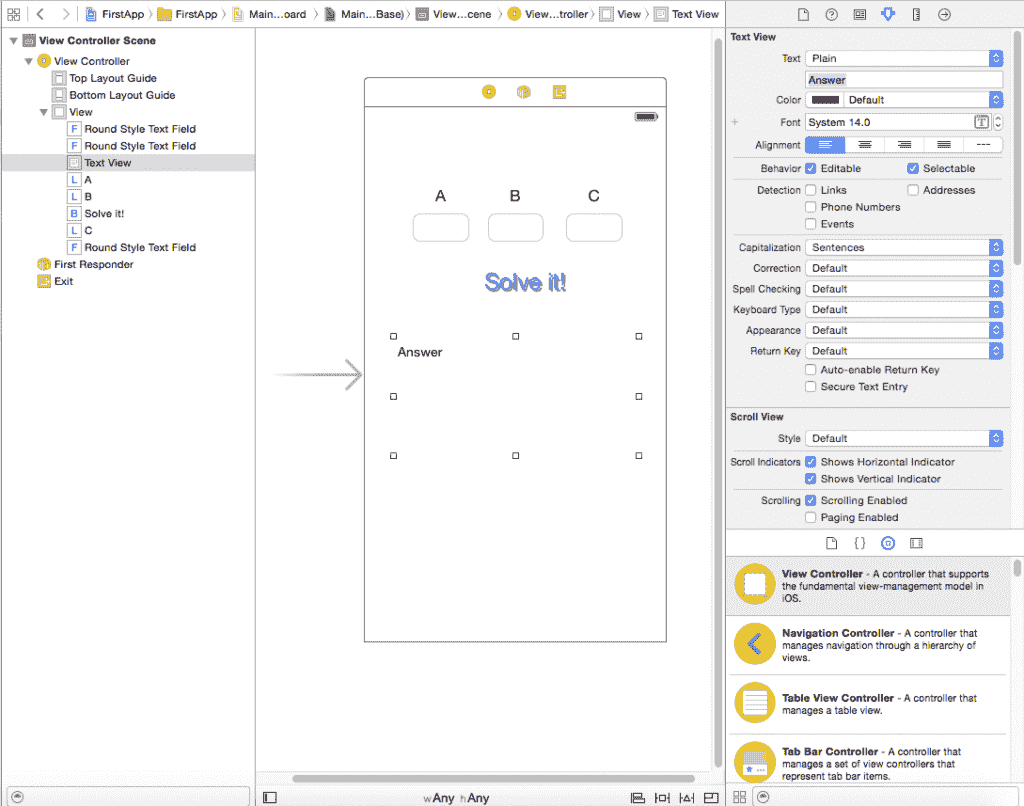 FirstApp FirstApp Main....oard Main...Base) View...cene View...troller View Text View
View Controller Scene
View Controller
Top Layout Guide
Bottom Layout Guide
View
F Round Style Text Field
F Round Style Text Field
Text View
L A
L B
B Solve it!
L C
F Round Style Text Field
First Responder
Exit
A B C
Solve it!
Answer
wAny hAny
Text View
Text Plain
Answer
Color Default
Font System 14.0 T
Alignment ---
Behavior Editable Selectable
Detection Links Addresses
Phone Numbers
Events
Capitalization Sentences
Correction Default
Spell Checking Default
Keyboard Type Default
Appearance Default
Return Key Default
Auto-enable Return Key
Secure Text Entry
Scroll View
Style Default
Scroll Indicators Shows Horizontal Indicator
Shows Vertical Indicator
Scrolling Scrolling Enabled
Paging Enabled
{}
View Controller - A controller that supports
the fundamental view-management model in
iOS.
Navigation Controller - A controller that
manages navigation through a hierarchy of
views.
Table View Controller - A controller that
manages a table view.
Tab Bar Controller - A controller that
manages a set of view controllers that
represent tab bar items.